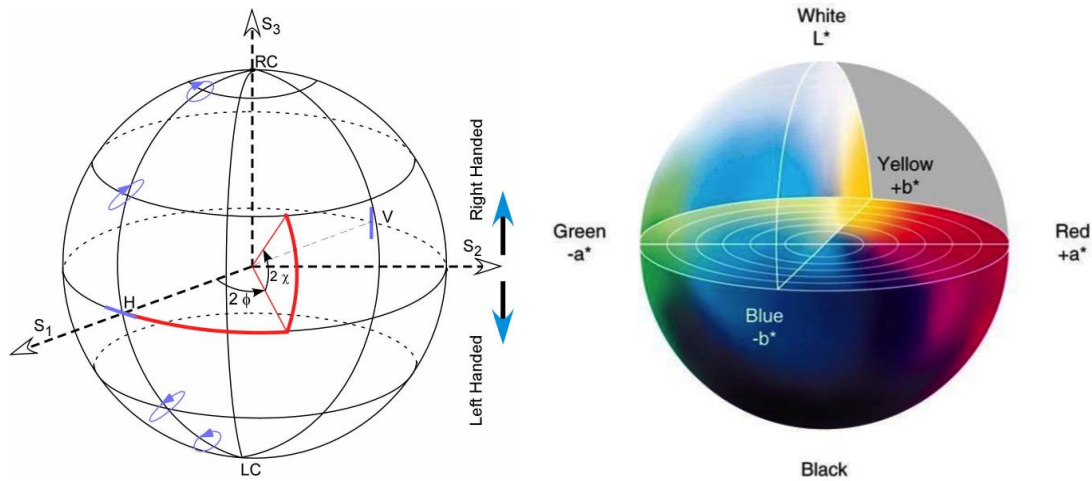 S3
RC
Right Handed
V
S2
2 χ
2 ϕ
H
S1
Left Handed
LC
White
L*
Yellow
+b*
Green
-a*
Red
+a*
Blue
-b*
Black